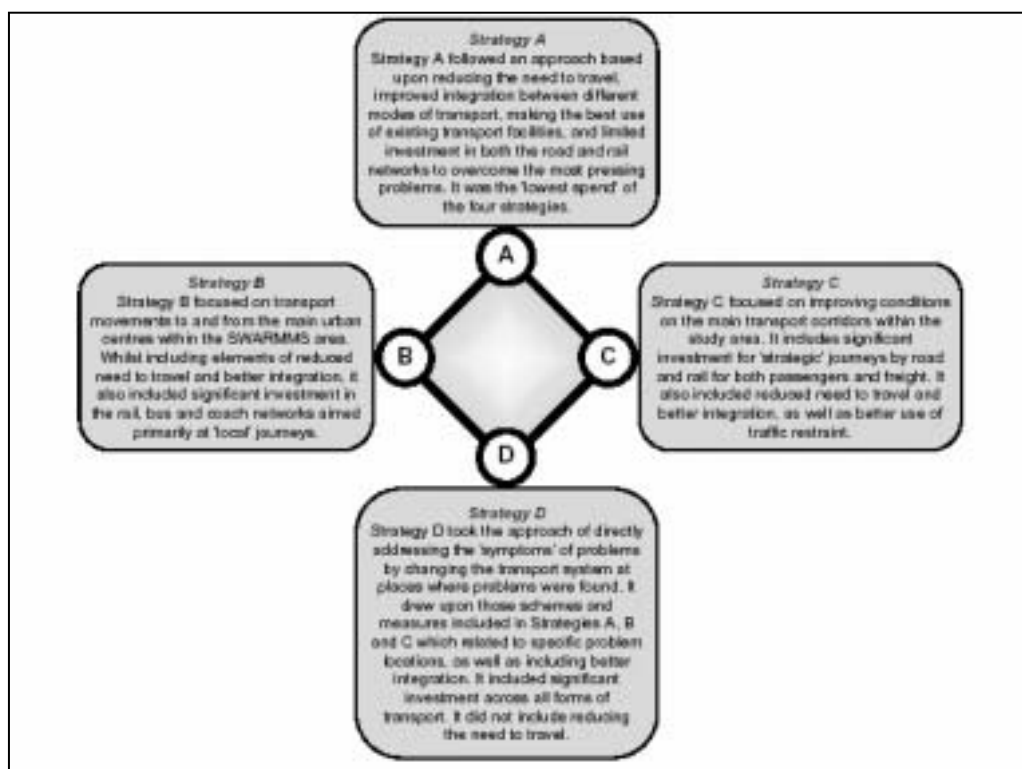 Strategy A
Strategy A followed an approach based
upon reducing the need to travel,
improved integration between different
modes of transport, making the best use
of existing transport facilities, and limited
investment in both the road and rail
networks to overcome the most pressing
problems. It was the 'lowest spend' of
the four strategies.
A
Strategy B
Strategy B focused on transport
movements to and from the main urban
centres within the SWARMMS area.
Whilst including elements of reduced
need to travel and better integration, it
also included significant investment in
the rail, bus and coach networks aimed
primarily at 'local' journeys.
B
C
Strategy C
Strategy C focused on improving conditions
on the main transport corridors within the
study area. It includes significant
investment for 'strategic' journeys by road
and rail for both passengers and freight. It
also included reduced need to travel and
better integration, as well as better use of
traffic restraint.
D
Strategy D
Strategy D took the approach of directly
addressing the 'symptoms' of problems
by changing the transport system at
places where problems were found. It
drew upon those schemes and
measures included in Strategies A, B
and C which related to specific problem
locations, as well as including better
integration. It included significant
investment across all forms of
transport. It did not include reducing
the need to travel.